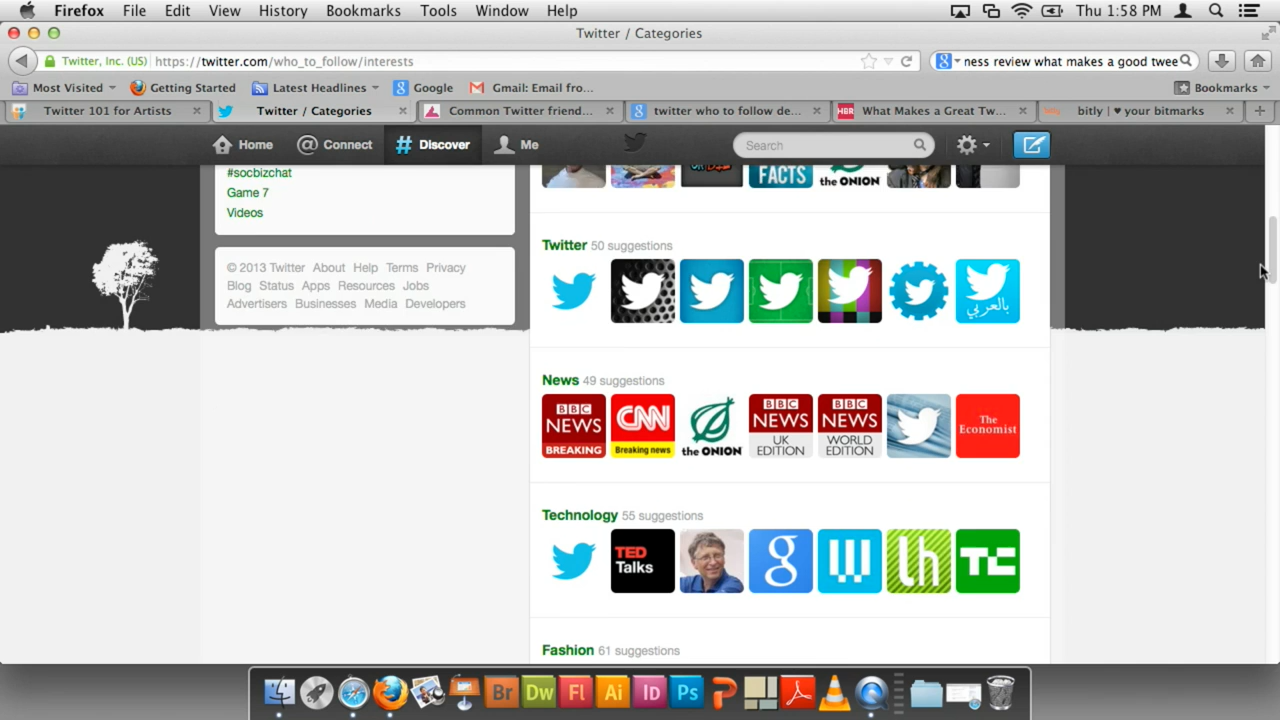 Firefox File Edit View History Bookmarks Tools Window Help Thu 1:58 PM
Twitter / Categories
Twitter, Inc. (US) https://twitter.com/who_to_follow/interests ness review what makes a good twee
Most Visited Getting Started Latest Headlines Google Gmail: Email fro... Bookmarks
Twitter 101 for Artists Twitter / Categories Common Twitter friend... twitter who to follow de... HBR What Makes a Great Tw... bitly | ♥ your bitmarks
Home @ Connect # Discover Me Search
#socbizchat
Game 7
Videos
FACTS
the ONION
© 2013 Twitter About Help Terms Privacy
Blog Status Apps Resources Jobs
Advertisers Businesses Media Developers
Twitter 50 suggestions
بالعربي
News 49 suggestions
BBC NEWS BREAKING
CNN Breaking news
the ONION
BBC NEWS UK EDITION
BBC NEWS WORLD EDITION
The Economist
Technology 55 suggestions
TED Talks
g
W
lh
TC
Fashion 61 suggestions
Br Dw Fl Ai Id Ps